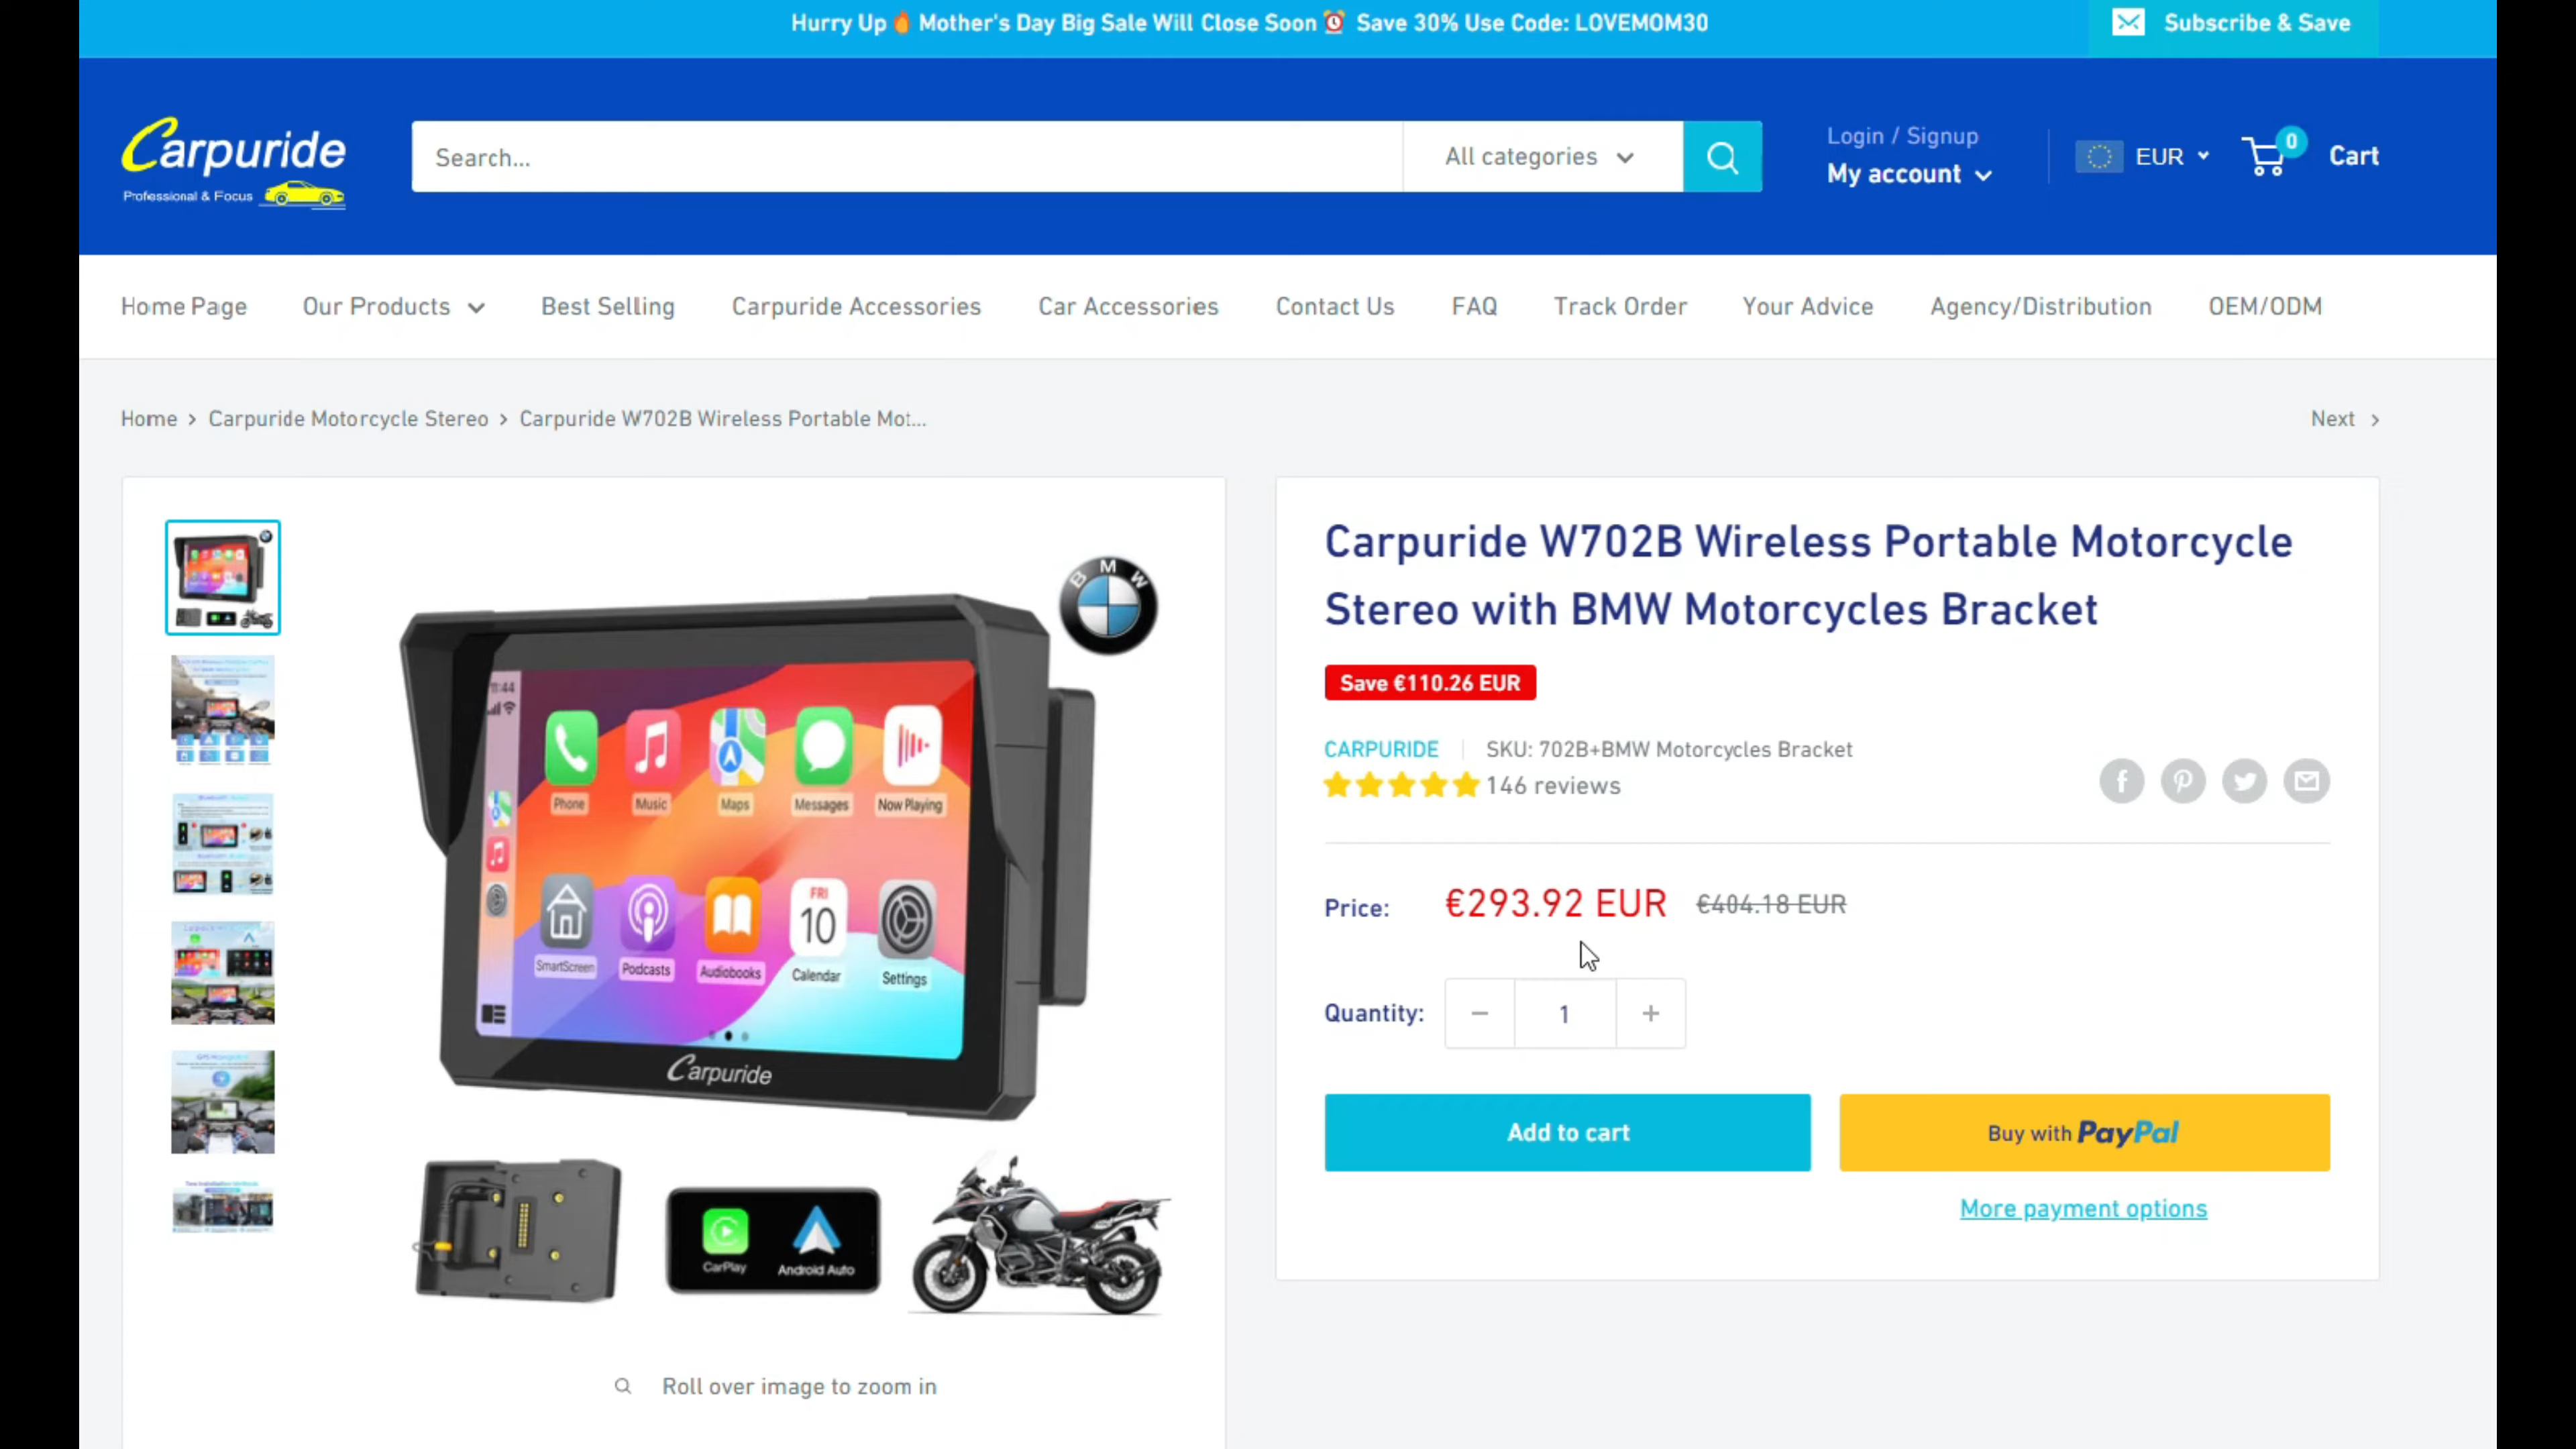 Hurry Up🔥 Mother's Day Big Sale Will Close Soon⏰ Save 30% Use Code: LOVEMOM30
Subscribe & Save
Carpuride
Professional & Focus
Search...
All categories
Login / Signup
My account
EUR
0
Cart
Home Page
Our Products
Best Selling
Carpuride Accessories
Car Accessories
Contact Us
FAQ
Track Order
Your Advice
Agency/Distribution
OEM/ODM
Home > Carpuride Motorcycle Stereo > Carpuride W702B Wireless Portable Mot...
Next >
BMW
11:44
Phone
Music
Maps
Messages
Now Playing
FRI
10
SmartScreen
Podcasts
Audiobooks
Calendar
Settings
Carpuride
CarPlay
Android Auto
Roll over image to zoom in
Carpuride W702B Wireless Portable Motorcycle
Stereo with BMW Motorcycles Bracket
Save €110.26 EUR
CARPURIDE
SKU: 702B+BMW Motorcycles Bracket
146 reviews
Price:
€293.92 EUR
€404.18 EUR
Quantity:
− 1 +
Add to cart
Buy with PayPal
More payment options